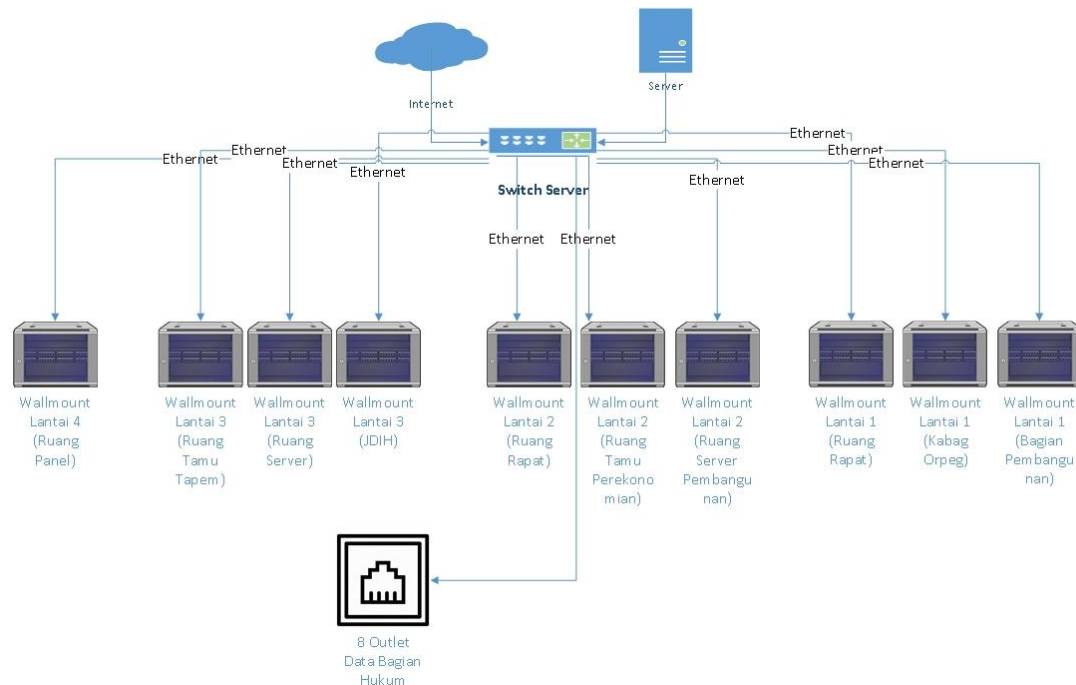 Internet
Server
Ethernet
Ethernet
Ethernet
Ethernet
Ethernet
Ethernet
Ethernet
Ethernet
Switch Server
Ethernet
Ethernet
Wallmount
Lantai 4
(Ruang
Panel)
Wallmount
Lantai 3
(Ruang
Tamu
Tapem)
Wallmount
Lantai 3
(Ruang
Server)
Wallmount
Lantai 3
(JDIH)
Wallmount
Lantai 2
(Ruang
Rapat)
Wallmount
Lantai 2
(Ruang
Tamu
Perekono
mian)
Wallmount
Lantai 2
(Ruang
Server
Pembangu
nan)
Wallmount
Lantai 1
(Ruang
Rapat)
Wallmount
Lantai 1
(Kabag
Orpeg)
Wallmount
Lantai 1
(Bagian
Pembangu
nan)
8 Outlet
Data Bagian
Hukum